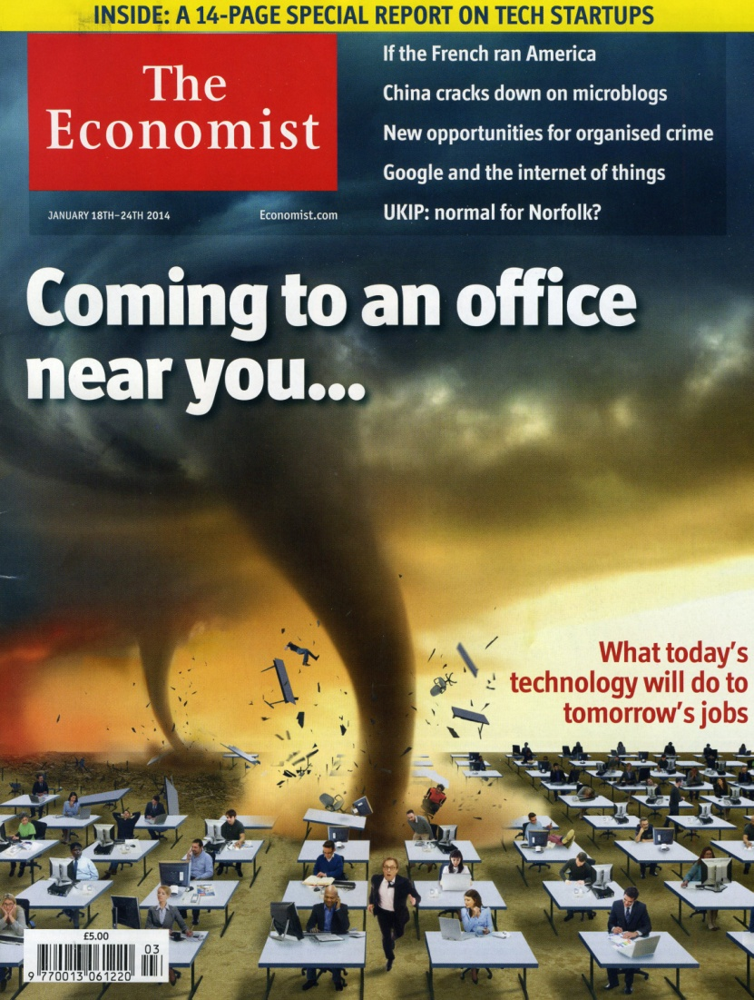 INSIDE: A 14-PAGE SPECIAL REPORT ON TECH STARTUPS
The
Economist
JANUARY 18TH–24TH 2014
Economist.com
If the French ran America
China cracks down on microblogs
New opportunities for organised crime
Google and the internet of things
UKIP: normal for Norfolk?
Coming to an office
near you...
What today's
technology will do to
tomorrow's jobs
£5.00
03
9 770013 061220